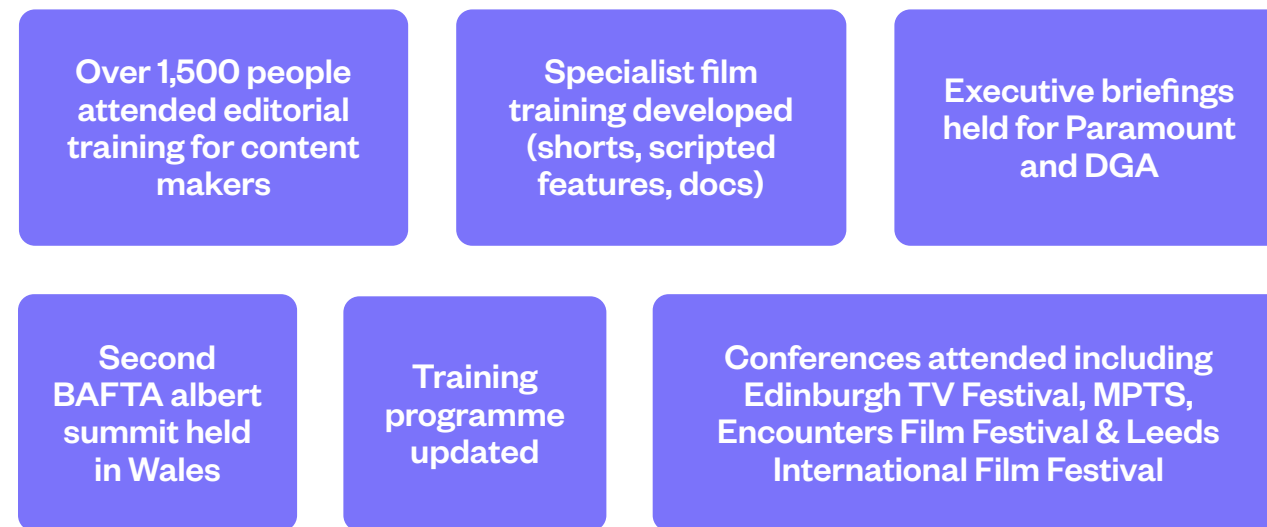 Over 1,500 people
attended editorial
training for content
makers
Specialist film
training developed
(shorts, scripted
features, docs)
Executive briefings
held for Paramount
and DGA
Second
BAFTA albert
summit held
in Wales
Training
programme
updated
Conferences attended including
Edinburgh TV Festival, MPTS,
Encounters Film Festival & Leeds
International Film Festival